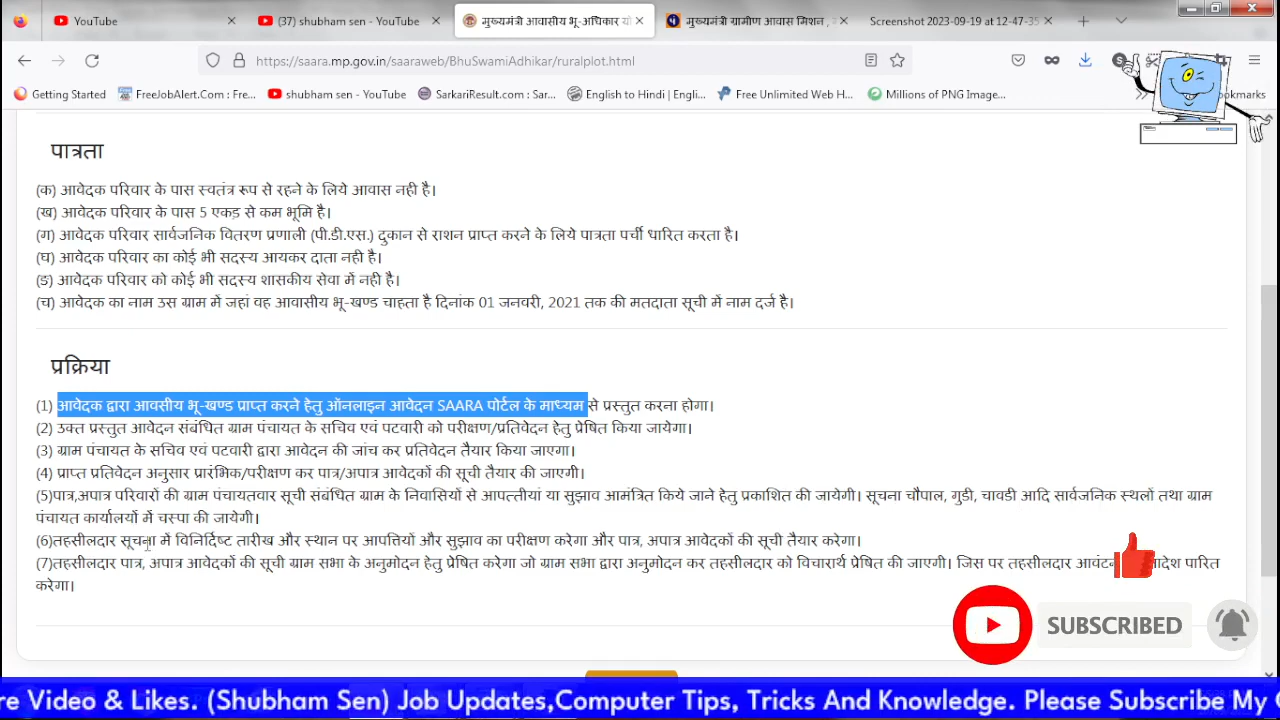 YouTube
(37) shubham sen - YouTube
मुख्यमंत्री आवासीय भू-अधिकार यो
मुख्यमंत्री ग्रामीण आवास मिशन
Screenshot 2023-09-19 at 12-47-35
https://saara.mp.gov.in/saaraweb/BhuSwamiAdhikar/ruralplot.html
Getting Started
FreeJobAlert.Com : Fre...
shubham sen - YouTube
SarkariResult.com : Sar...
English to Hindi | Engli...
Free Unlimited Web H...
Millions of PNG Image...
पात्रता
(क) आवेदक परिवार के पास स्वतंत्र रूप से रहने के लिये आवास नही है।
(ख) आवेदक परिवार के पास 5 एकड़ से कम भूमि है।
(ग) आवेदक परिवार सार्वजनिक वितरण प्रणाली (पी.डी.एस.) दुकान से राशन प्राप्त करने के लिये पात्रता पर्ची धारित करता है।
(घ) आवेदक परिवार का कोई भी सदस्य आयकर दाता नही है।
(ङ) आवेदक परिवार को कोई भी सदस्य शासकीय सेवा में नही है।
(च) आवेदक का नाम उस ग्राम में जहां वह आवासीय भू-खण्ड चाहता है दिनांक 01 जनवरी, 2021 तक की मतदाता सूची में नाम दर्ज है।
प्रक्रिया
(1) आवेदक द्वारा आवसीय भू-खण्ड प्राप्त करने हेतु ऑनलाइन आवेदन SAARA पोर्टल के माध्यम से प्रस्तुत करना होगा।
(2) उक्त प्रस्तुत आवेदन संबंधित ग्राम पंचायत के सचिव एवं पटवारी को परीक्षण/प्रतिवेदन हेतु प्रेषित किया जायेगा।
(3) ग्राम पंचायत के सचिव एवं पटवारी द्वारा आवेदन की जांच कर प्रतिवेदन तैयार किया जाएगा।
(4) प्राप्त प्रतिवेदन अनुसार प्रारंभिक/परीक्षण कर पात्र/अपात्र आवेदकों की सूची तैयार की जाएगी।
(5)पात्र,अपात्र परिवारों की ग्राम पंचायतवार सूची संबंधित ग्राम के निवासियों से आपत्तीयां या सुझाव आमंत्रित किये जाने हेतु प्रकाशित की जायेगी। सूचना चौपाल, गुडी, चावडी आदि सार्वजनिक स्थलों तथा ग्राम
पंचायत कार्यालयों में चस्पा की जायेगी।
(6)तहसीलदार सूचना में विनिर्दिष्ट तारीख और स्थान पर आपत्तियों और सुझाव का परीक्षण करेगा और पात्र, अपात्र आवेदकों की सूची तैयार करेगा।
(7)तहसीलदार पात्र, अपात्र आवेदकों की सूची ग्राम सभा के अनुमोदन हेतु प्रेषित करेगा जो ग्राम सभा द्वारा अनुमोदन कर तहसीलदार को विचारार्थ प्रेषित की जाएगी। जिस पर तहसीलदार पारित
करेगा।
SUBSCRIBED
re Video & Likes. (Shubham Sen) Job Updates,Computer Tips, Tricks And Knowledge. Please Subscribe My